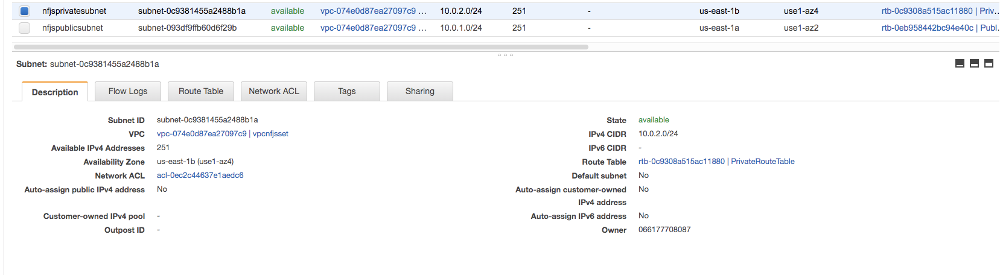 nfjsprivatesubnet subnet-0c9381455a2488b1a available vpc-074e0d87ea27097c9 ... 10.0.2.0/24 251 - us-east-1b use1-az4 rtb-0c9308a515ac11880 | Priv...
nfjspublicsubnet subnet-093df9ffb60d6f29b available vpc-074e0d87ea27097c9 ... 10.0.1.0/24 251 - us-east-1a use1-az2 rtb-0eb958442bc94e40c | Publ...
Subnet: subnet-0c9381455a2488b1a
Description Flow Logs Route Table Network ACL Tags Sharing
Subnet ID subnet-0c9381455a2488b1a State available
VPC vpc-074e0d87ea27097c9 | vpcnfjsset IPv4 CIDR 10.0.2.0/24
Available IPv4 Addresses 251 IPv6 CIDR -
Availability Zone us-east-1b (use1-az4) Route Table rtb-0c9308a515ac11880 | PrivateRouteTable
Network ACL acl-0ec2c44637e1aedc6 Default subnet No
Auto-assign public IPv4 address No Auto-assign customer-owned No
IPv4 address
Customer-owned IPv4 pool - Auto-assign IPv6 address No
Outpost ID - Owner 066177708087